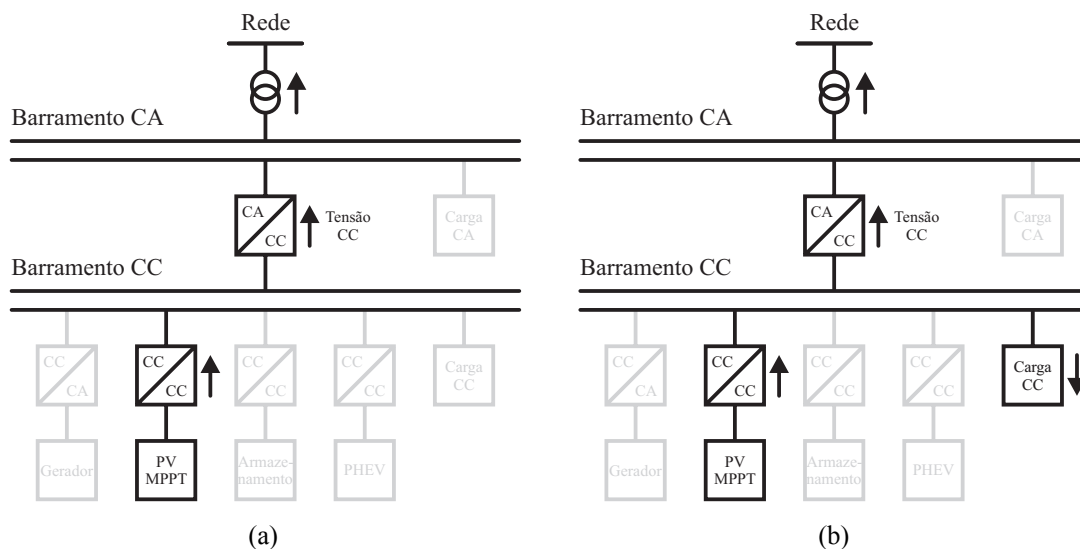 Rede
Barramento CA
CA
CC
Tensão
CC
Carga
CA
Barramento CC
CC
CA
CC
CC
CC
CC
CC
CC
Carga
CC
Gerador
PV
MPPT
Armaze-
namento
PHEV
(a)
Rede
Barramento CA
CA
CC
Tensão
CC
Carga
CA
Barramento CC
CC
CA
CC
CC
CC
CC
CC
CC
Carga
CC
Gerador
PV
MPPT
Armaze-
namento
PHEV
(b)